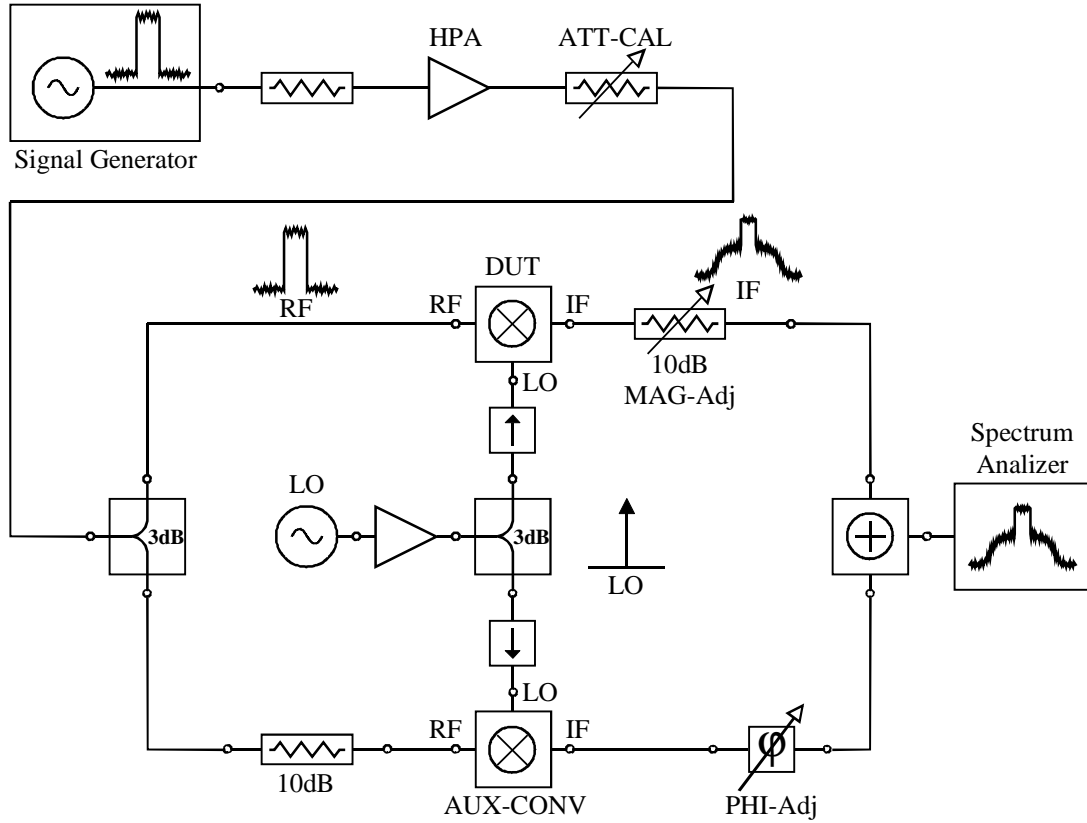 HPA
ATT-CAL
Signal Generator
RF
DUT
RF
IF
IF
LO
10dB
MAG-Adj
LO
3dB
3dB
LO
Spectrum
Analizer
LO
RF
IF
10dB
AUX-CONV
φ
PHI-Adj